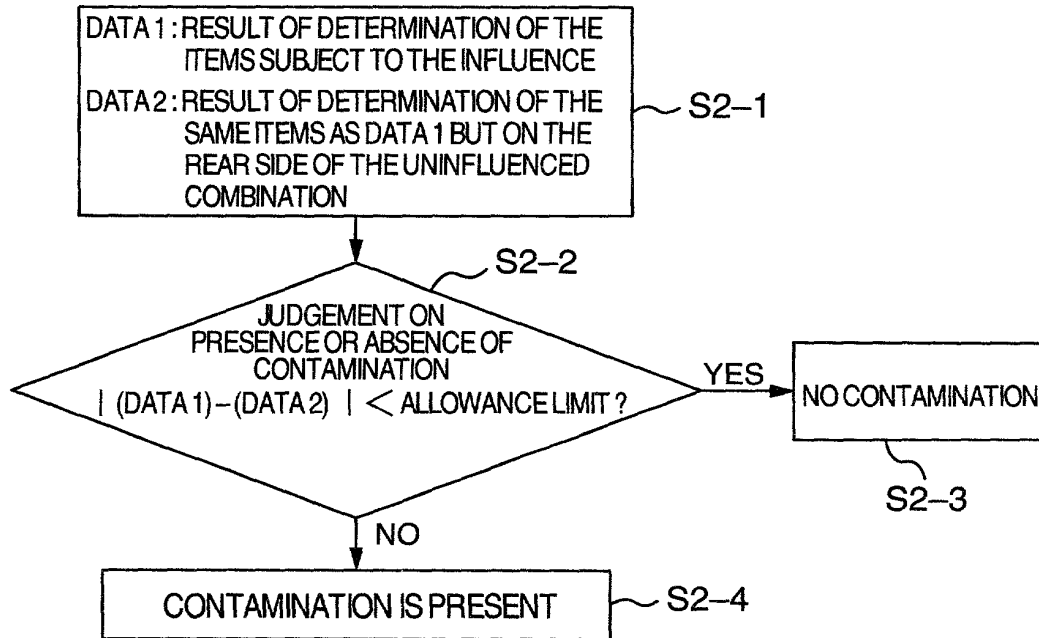 DATA 1 : RESULT OF DETERMINATION OF THE
ITEMS SUBJECT TO THE INFLUENCE
DATA 2 : RESULT OF DETERMINATION OF THE
SAME ITEMS AS DATA 1 BUT ON THE
REAR SIDE OF THE UNINFLUENCED
COMBINATION
S2-1
S2-2
JUDGEMENT ON
PRESENCE OR ABSENCE OF
CONTAMINATION
| (DATA 1) - (DATA 2) | < ALLOWANCE LIMIT ?
YES
NO CONTAMINATION
S2-3
NO
CONTAMINATION IS PRESENT
S2-4